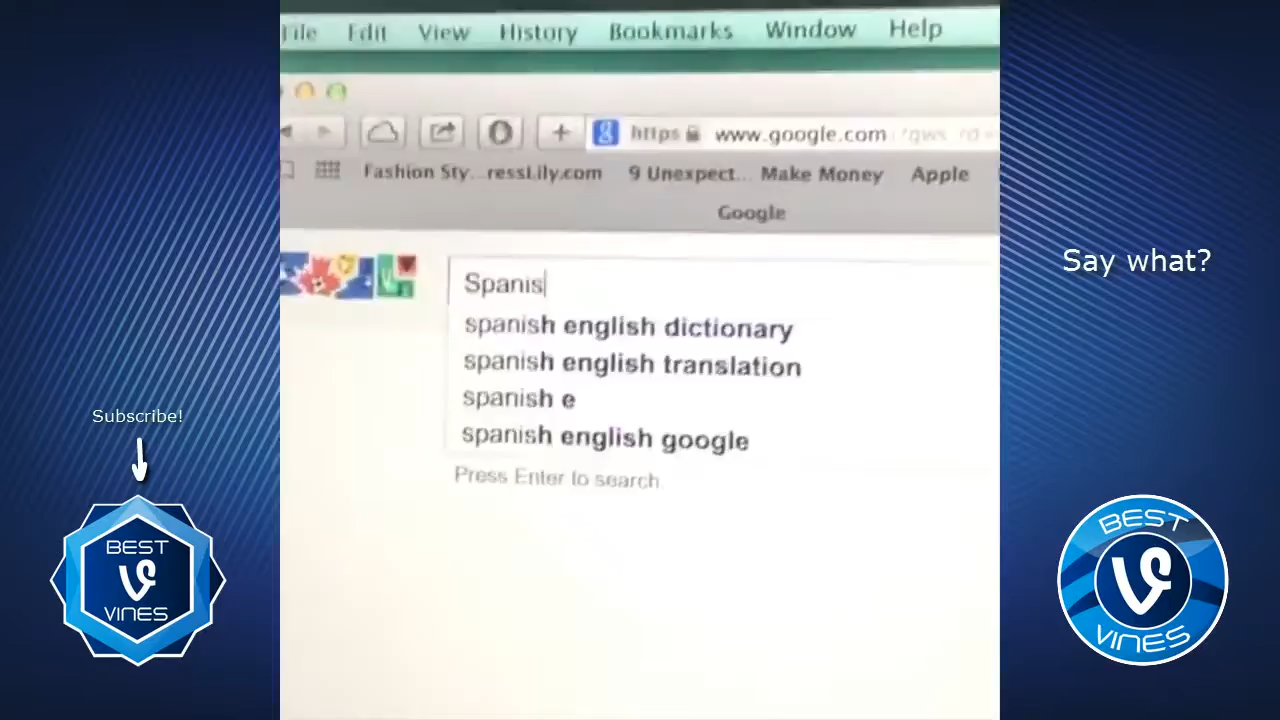 File Edit View History Bookmarks Window Help
https www.google.com/?gws_rd=
Fashion Sty...ressLily.com 9 Unexpect... Make Money Apple
Google
Spanis
spanish english dictionary
spanish english translation
spanish e
spanish english google
Press Enter to search
Say what?
Subscribe!
BEST
VINES
BEST
VINES